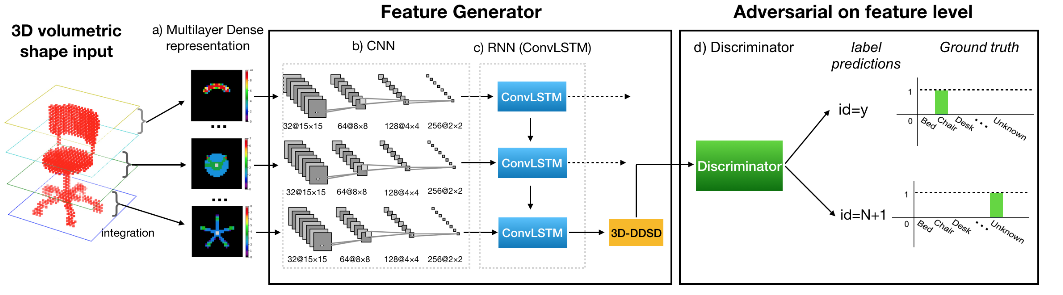 3D volumetric
shape input
a) Multilayer Dense
representation
...
...
integration
Feature Generator
b) CNN
c) RNN (ConvLSTM)
32@15×15 64@8×8 128@4×4 256@2×2
32@15×15 64@8×8 128@4×4 256@2×2
32@15×15 64@8×8 128@4×4 256@2×2
ConvLSTM
ConvLSTM
ConvLSTM
3D-DDSD
Adversarial on feature level
d) Discriminator
label
predictions
Ground truth
Discriminator
id=y
1
0
Bed Chair Desk ... Unknown
id=N+1
1
0
Bed Chair Desk ... Unknown